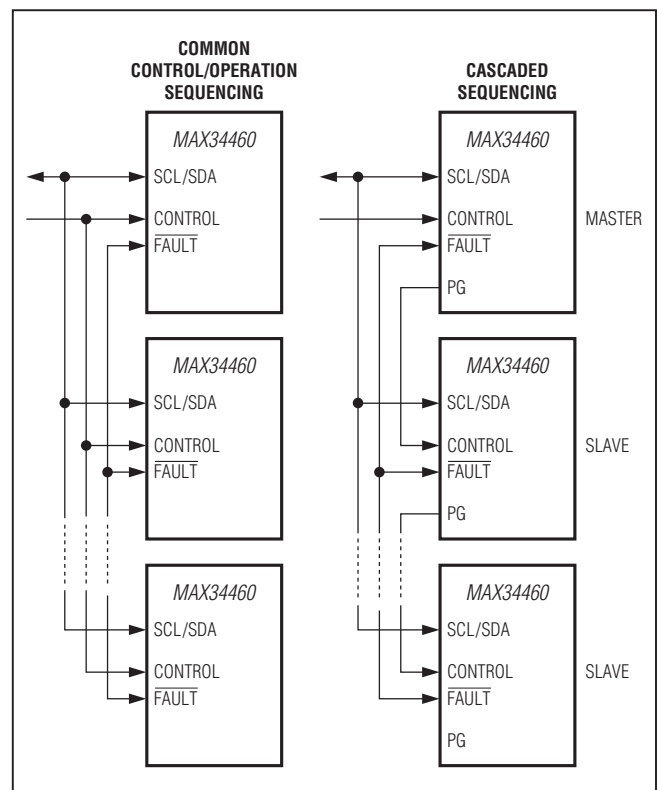 COMMON
CONTROL/OPERATION
SEQUENCING
MAX34460
SCL/SDA
CONTROL
FAULT
MAX34460
SCL/SDA
CONTROL
FAULT
MAX34460
SCL/SDA
CONTROL
FAULT
CASCADED
SEQUENCING
MAX34460
SCL/SDA
CONTROL
FAULT
PG
MASTER
MAX34460
SCL/SDA
CONTROL
FAULT
PG
SLAVE
MAX34460
SCL/SDA
CONTROL
FAULT
PG
SLAVE